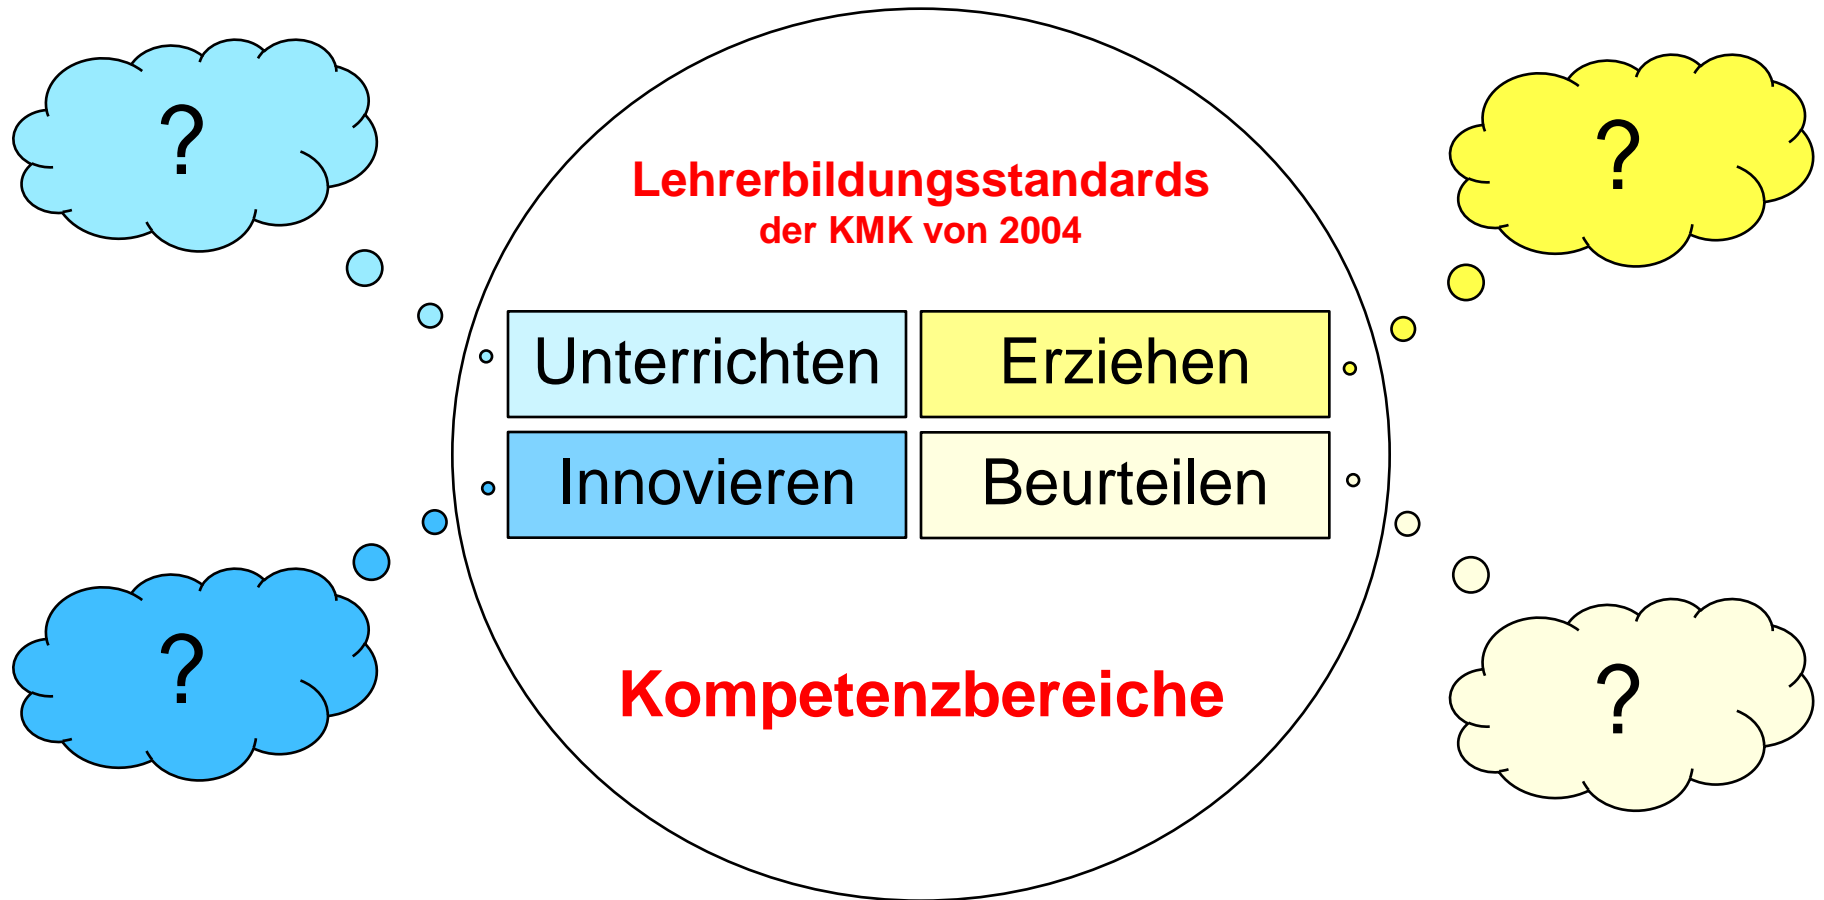 ?
?
Lehrerbildungsstandards
der KMK von 2004
Unterrichten
Erziehen
Innovieren
Beurteilen
?
?
Kompetenzbereiche